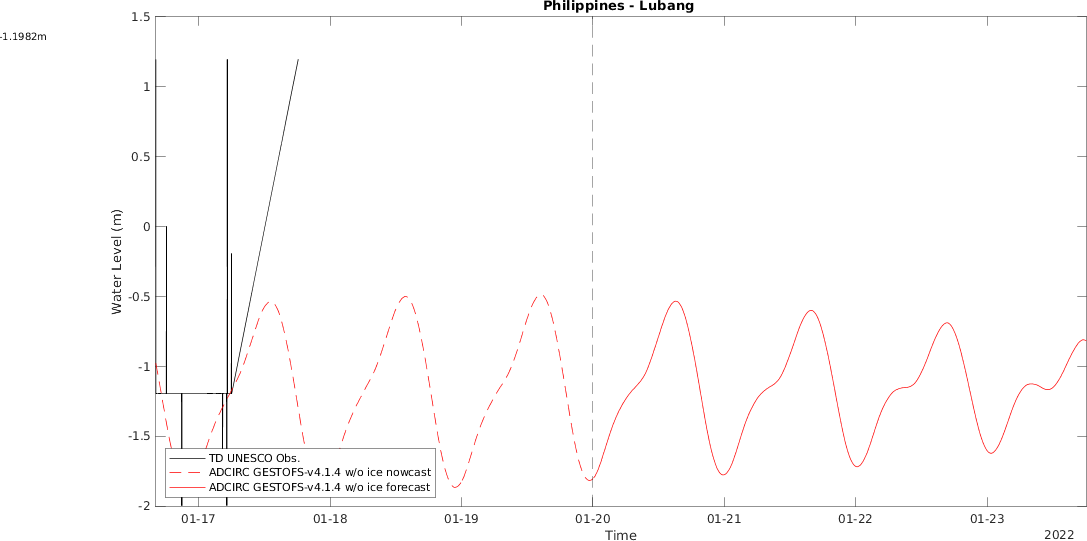 Philippines - Lubang
-1.1982m
1.5
1
0.5
0
-0.5
-1
-1.5
-2
Water Level (m)
TD UNESCO Obs.
ADCIRC GESTOFS-v4.1.4 w/o ice nowcast
ADCIRC GESTOFS-v4.1.4 w/o ice forecast
01-17 01-18 01-19 01-20 01-21 01-22 01-23
Time
2022